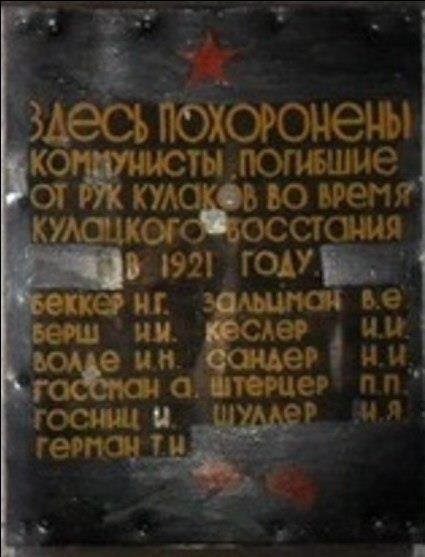 Здесь похоронены
коммунисты погибшие
от рук кулаков во время
кулацкого восстания
в 1921 году.
Беккер Н.Г. Зальцман В.Е.
Берш И.И. Кеслер И.И.
Волде И.Н. Сандер Н.И.
Гассман А. Штерцер П.П.
Госниц И. Шуллер И.Я.
Герман Т.И